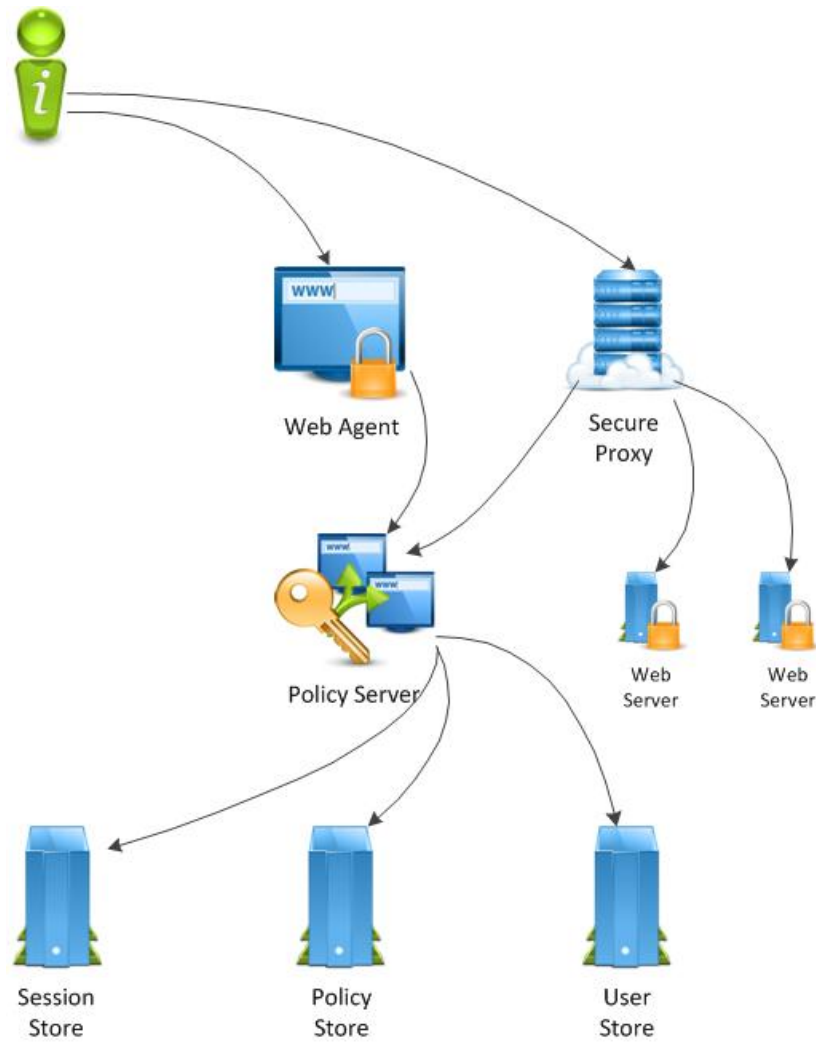 i
www
Web Agent
Secure
Proxy
www
www
Policy Server
Web
Server
Web
Server
Session
Store
Policy
Store
User
Store